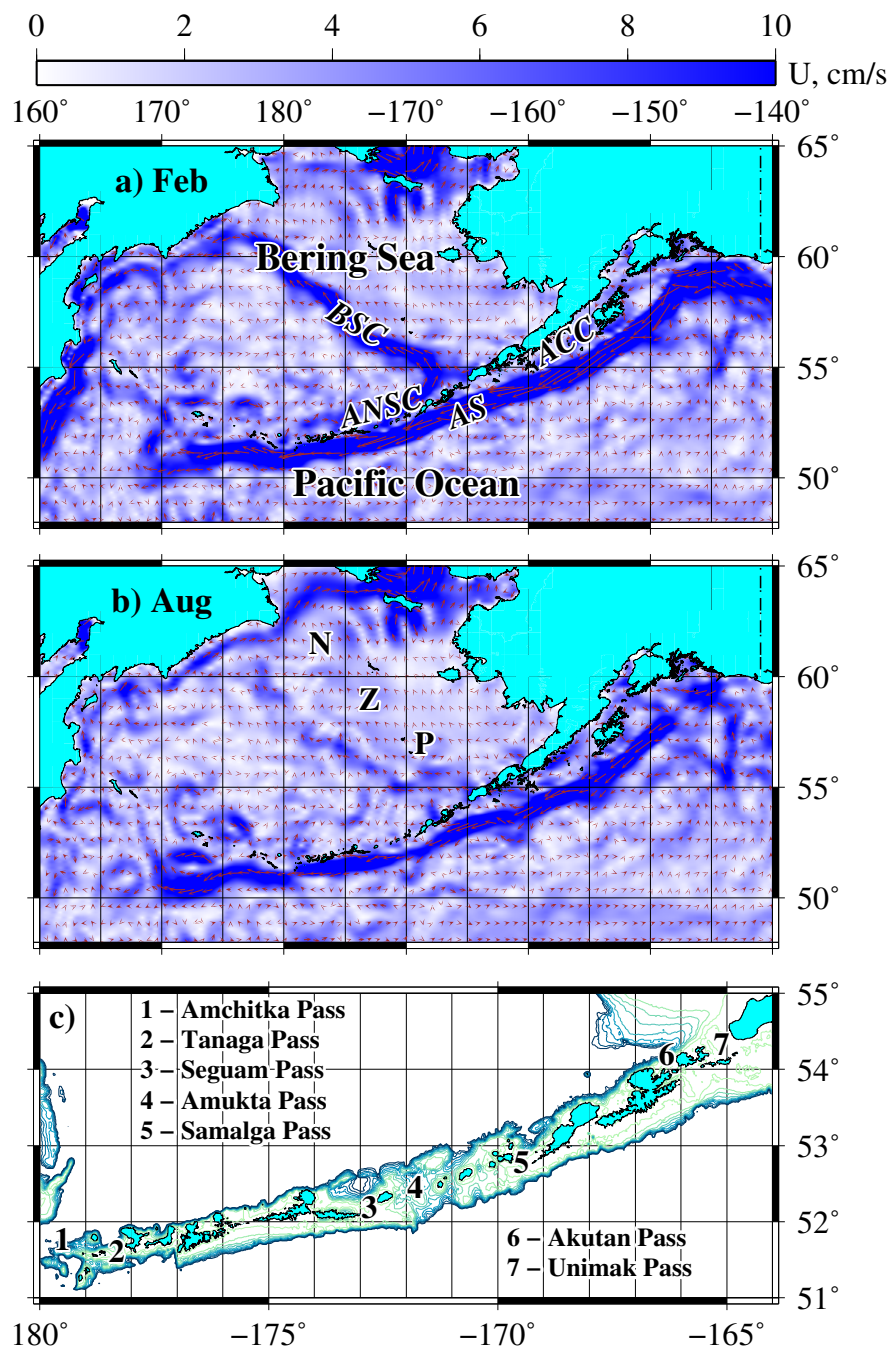 0 2 4 6 8 10
U, cm/s
160° 170° 180° −170° −160° −150° −140°
65°
a) Feb
Bering Sea
60°
BSC
ACC
55°
ANSC
AS
50°
Pacific Ocean
65°
b) Aug
N
60°
Z
P
55°
50°
55°
c)
1 − Amchitka Pass
2 − Tanaga Pass
3 − Seguam Pass
4 − Amukta Pass
5 − Samalga Pass
7
6
54°
53°
5
4
3
52°
1
2
6 − Akutan Pass
7 − Unimak Pass
51°
180° −175° −170° −165°